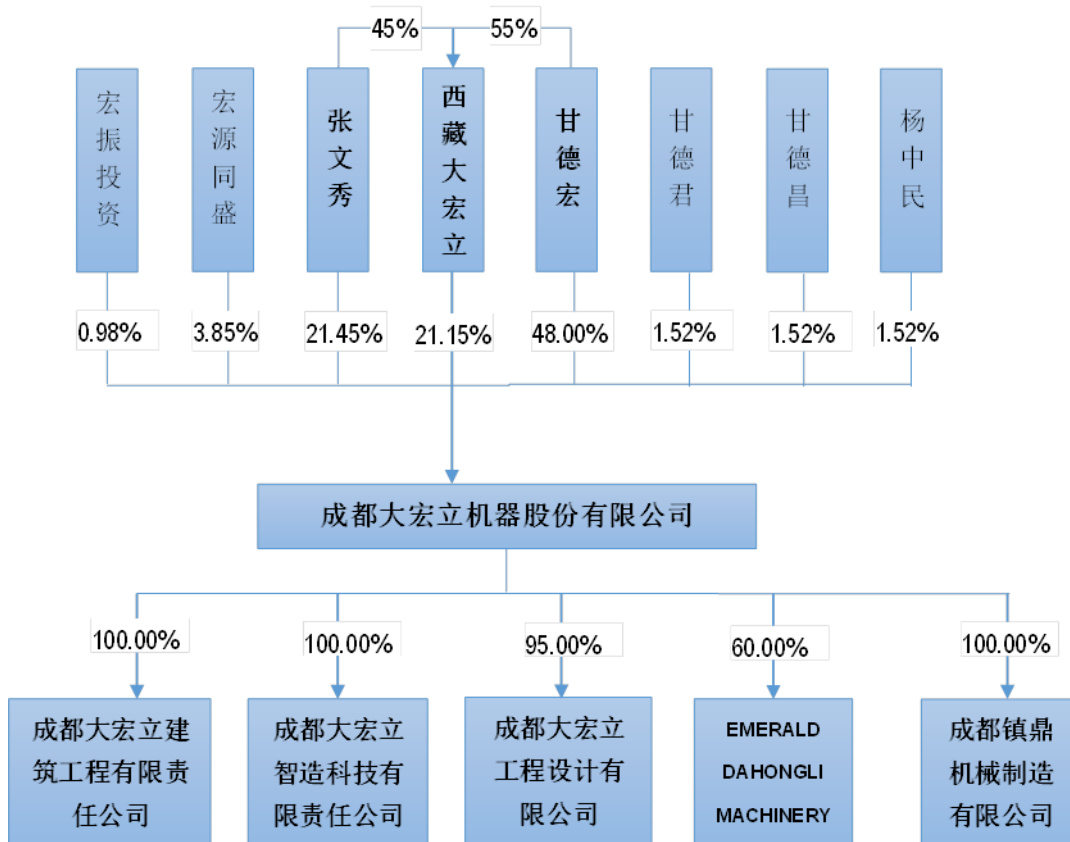 45%
55%
宏振投资
宏源同盛
张文秀
西藏大宏立
甘德宏
甘德君
甘德昌
杨中民
0.98%
3.85%
21.45%
21.15%
48.00%
1.52%
1.52%
1.52%
成都大宏立机器股份有限公司
100.00%
100.00%
95.00%
60.00%
100.00%
成都大宏立建
筑工程有限责
任公司
成都大宏立
智造科技有
限责任公司
成都大宏立
工程设计有
限公司
EMERALD
DAHONGLI
MACHINERY
成都镇鼎
机械制造
有限公司